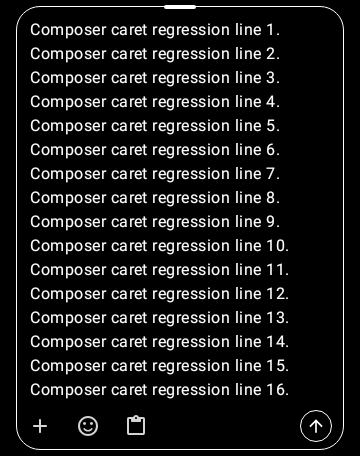 Composer caret regression line 1.
Composer caret regression line 2.
Composer caret regression line 3.
Composer caret regression line 4.
Composer caret regression line 5.
Composer caret regression line 6.
Composer caret regression line 7.
Composer caret regression line 8.
Composer caret regression line 9.
Composer caret regression line 10.
Composer caret regression line 11.
Composer caret regression line 12.
Composer caret regression line 13.
Composer caret regression line 14.
Composer caret regression line 15.
Composer caret regression line 16.